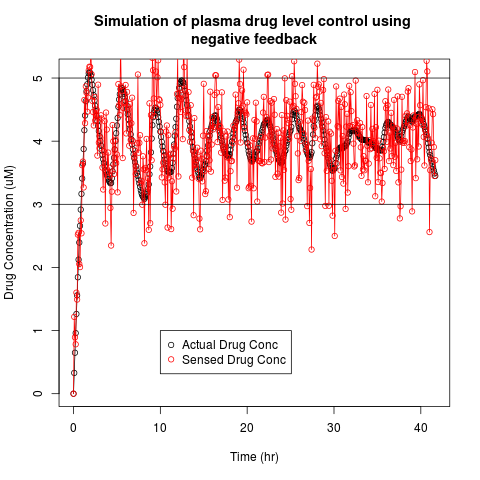 Simulation of plasma drug level control using
negative feedback
Drug Concentration (uM)
5
4
3
2
1
0
Actual Drug Conc
Sensed Drug Conc
0 10 20 30 40
Time (hr)